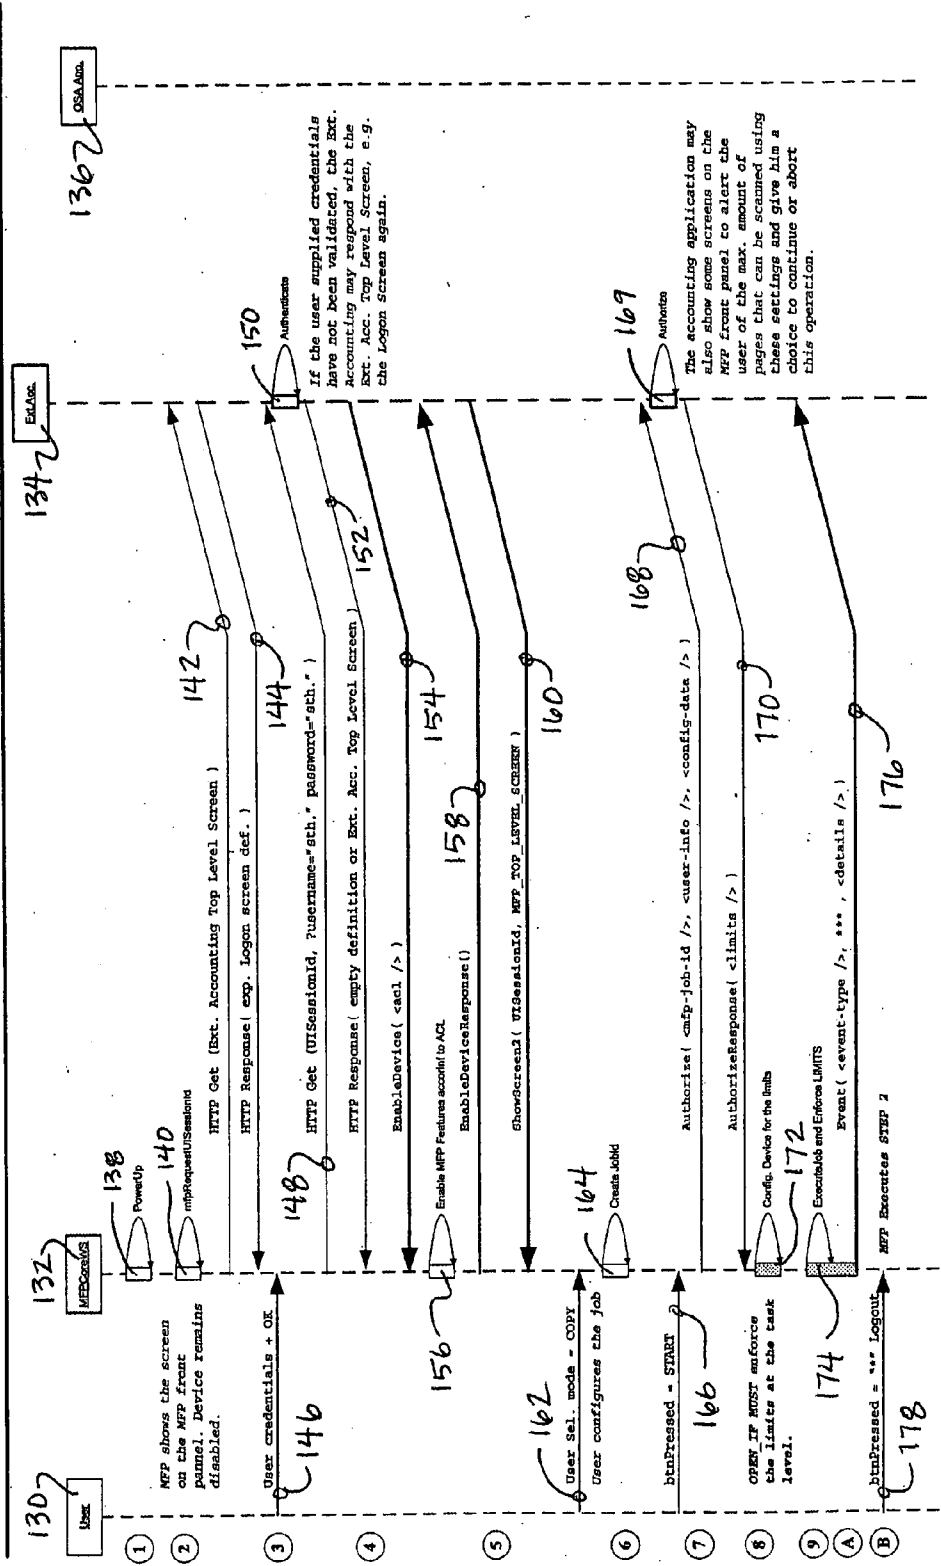 130
User
132
MFPCoreWS
134
Ext Acc
136
OSA App.
1
138
PowerUp
MFP shows the screen
on the MFP front
pannel. Device remains
disabled.
2
140
mfpRequestUISessionId
HTTP Get (Ext. Accounting Top Level Screen )
142
HTTP Response( exp. Logon screen def. )
144
3
User credentials + OK
146
148
HTTP Get (UISessionId, ?username="sth." password="sth." )
150
Authenticate
If the user supplied credentials
have not been validated, the Ext.
Accounting may respond with the
Ext. Acc. Top Level Screen, e.g.
the Logon Screen again.
4
HTTP Response( empty definition or Ext. Acc. Top Level Screen )
152
EnableDevice( <acl /> )
154
156
Enable MFP Features accorinf to ACL
EnableDeviceResponse()
158
5
ShowScreen2( UISessionId, MFP_TOP_LEVEL_SCREEN )
160
162
User Sel. mode = COPY
User configures the job
6
164
Create JobId
7
btnPressed = START
166
Authorize( <mfp-job-id />, <user-info />, <config-data /> )
168
169
Authorize
The accounting application may
also show some screens on the
MFP front panel to alert the
user of the max. amount of
pages that can be scanned using
these settings and give him a
choice to continue or abort
this operation.
AuthorizeResponse( <limits /> )
170
8
OPEN_IF MUST enforce
the limits at the task
level.
Config. Device for the limits
172
9
174
ExecuteJob and Enforce LIMITS
A
Event( <event-type />, *** , <details /> )
176
B
btnPressed = *** Logout
178
MFP Executes STEP 2